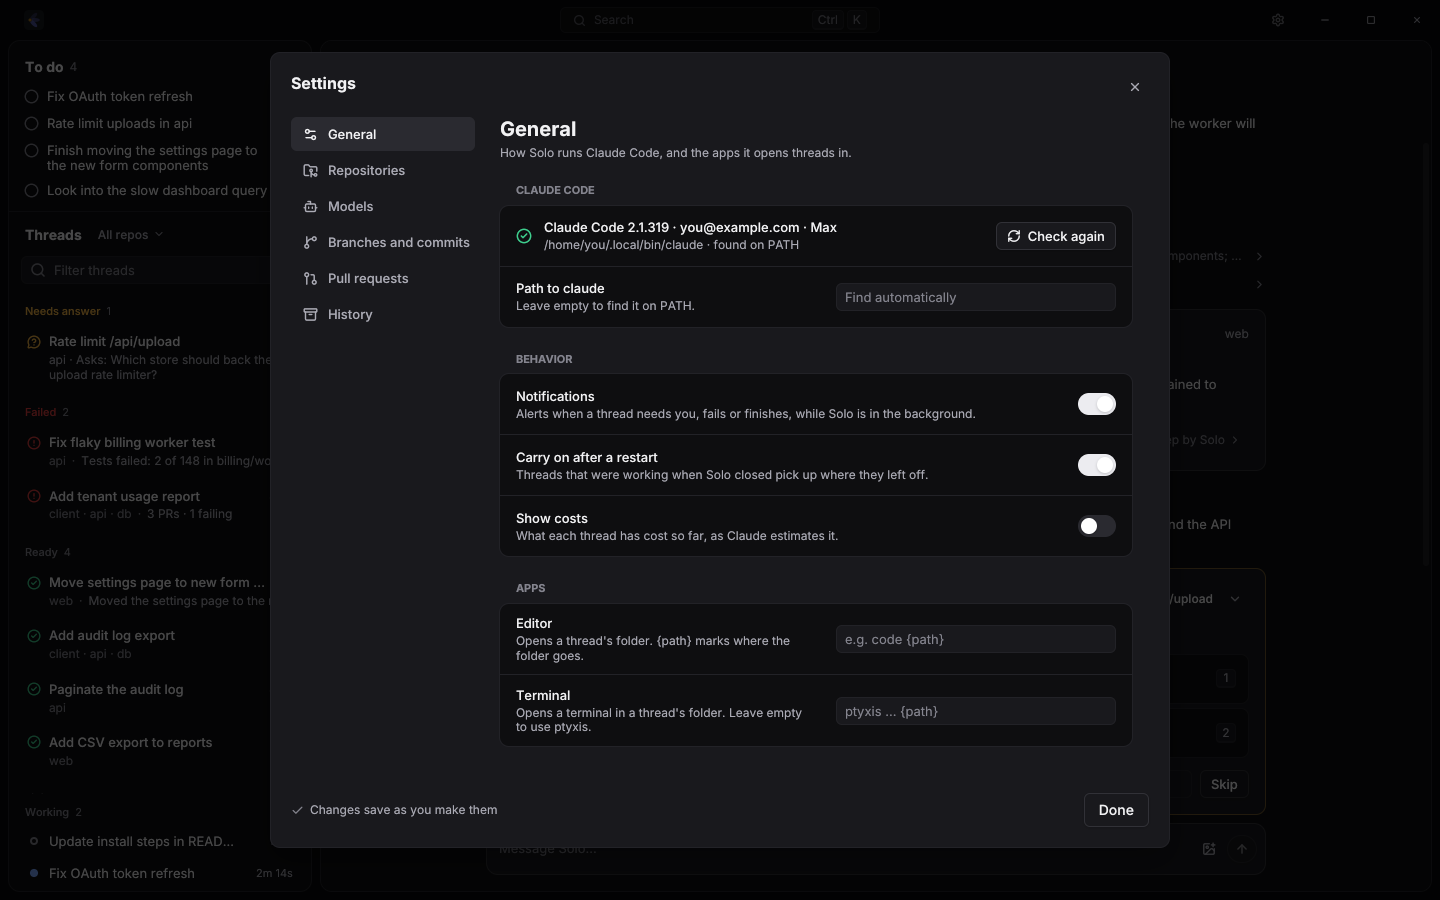 Search
Ctrl K
To do 4
Fix OAuth token refresh
Rate limit uploads in api
Finish moving the settings page to
the new form components
Look into the slow dashboard query
Threads All repos
Filter threads
Needs answer 1
Rate limit /api/upload
api · Asks: Which store should back the
upload rate limiter?
Failed 2
Fix flaky billing worker test
api · Tests failed: 2 of 148 in billing/wo
Add tenant usage report
client · api · db · 3 PRs · 1 failing
Ready 4
Move settings page to new form ...
web · Moved the settings page to the
Add audit log export
client · api · db
Paginate the audit log
api
Add CSV export to reports
web
Working 2
Update install steps in READ...
Fix OAuth token refresh 2m 14s
Settings
General
Repositories
Models
Branches and commits
Pull requests
History
General
How Solo runs Claude Code, and the apps it opens threads in.
CLAUDE CODE
Claude Code 2.1.319 · you@example.com · Max
/home/you/.local/bin/claude · found on PATH
Check again
Path to claude
Leave empty to find it on PATH.
Find automatically
BEHAVIOR
Notifications
Alerts when a thread needs you, fails or finishes, while Solo is in the background.
Carry on after a restart
Threads that were working when Solo closed pick up where they left off.
Show costs
What each thread has cost so far, as Claude estimates it.
APPS
Editor
Opens a thread's folder. {path} marks where the
folder goes.
e.g. code {path}
Terminal
Opens a terminal in a thread's folder. Leave empty
to use ptyxis.
ptyxis ... {path}
Changes save as you make them
Done
he worker will
mponents; ...
web
ained to
ep by Solo
nd the API
/upload
1
2
Skip
Message Solo...